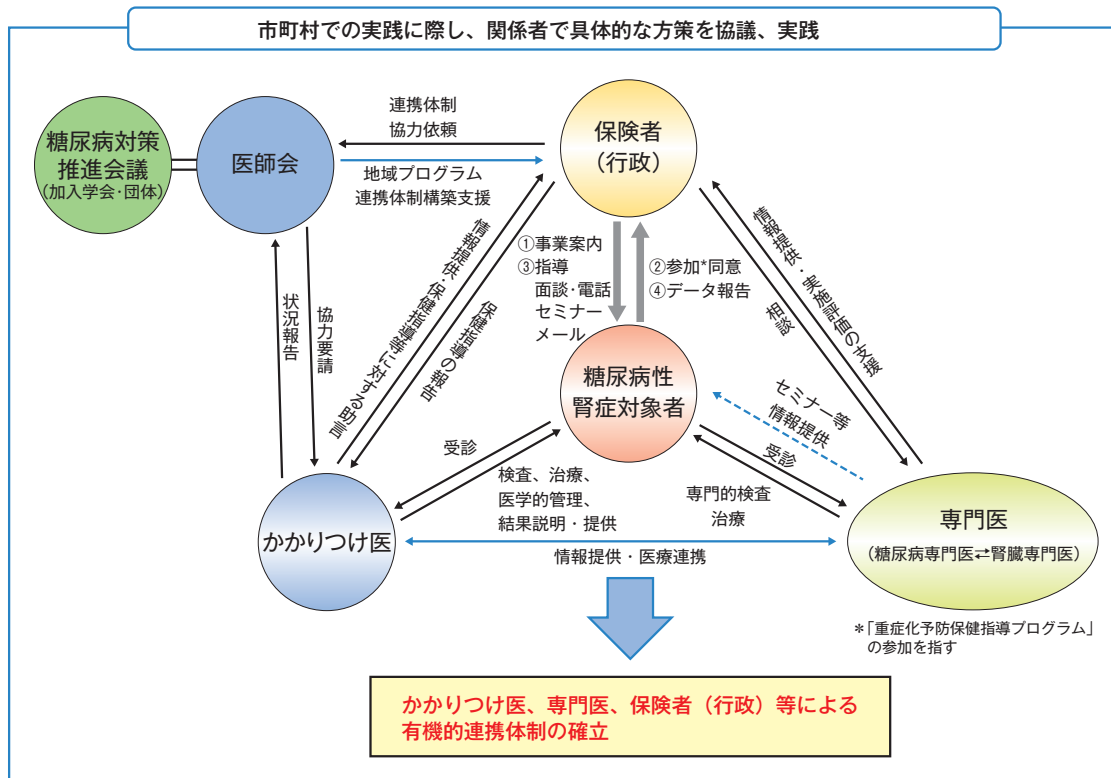 市町村での実践に際し、関係者で具体的な方策を協議、実践
糖尿病対策
推進会議
（加入学会・団体）
医師会
連携体制
協力依頼
地域プログラム
連携体制構築支援
保険者
（行政）
①事業案内
③指導
面談・電話
セミナー
メール
②参加*同意
④データ報告
情報提供・保健指導等に対する助言
保健指導の報告
情報提供・実施評価の支援
相談
状況報告
協力要請
糖尿病性
腎症対象者
セミナー等
情報提供
受診
検査、治療、
医学的管理、
結果説明・提供
受診
専門的検査
治療
かかりつけ医
情報提供・医療連携
専門医
（糖尿病専門医⇄腎臓専門医）
＊「重症化予防保健指導プログラム」
の参加を指す
かかりつけ医、専門医、保険者（行政）等による
有機的連携体制の確立